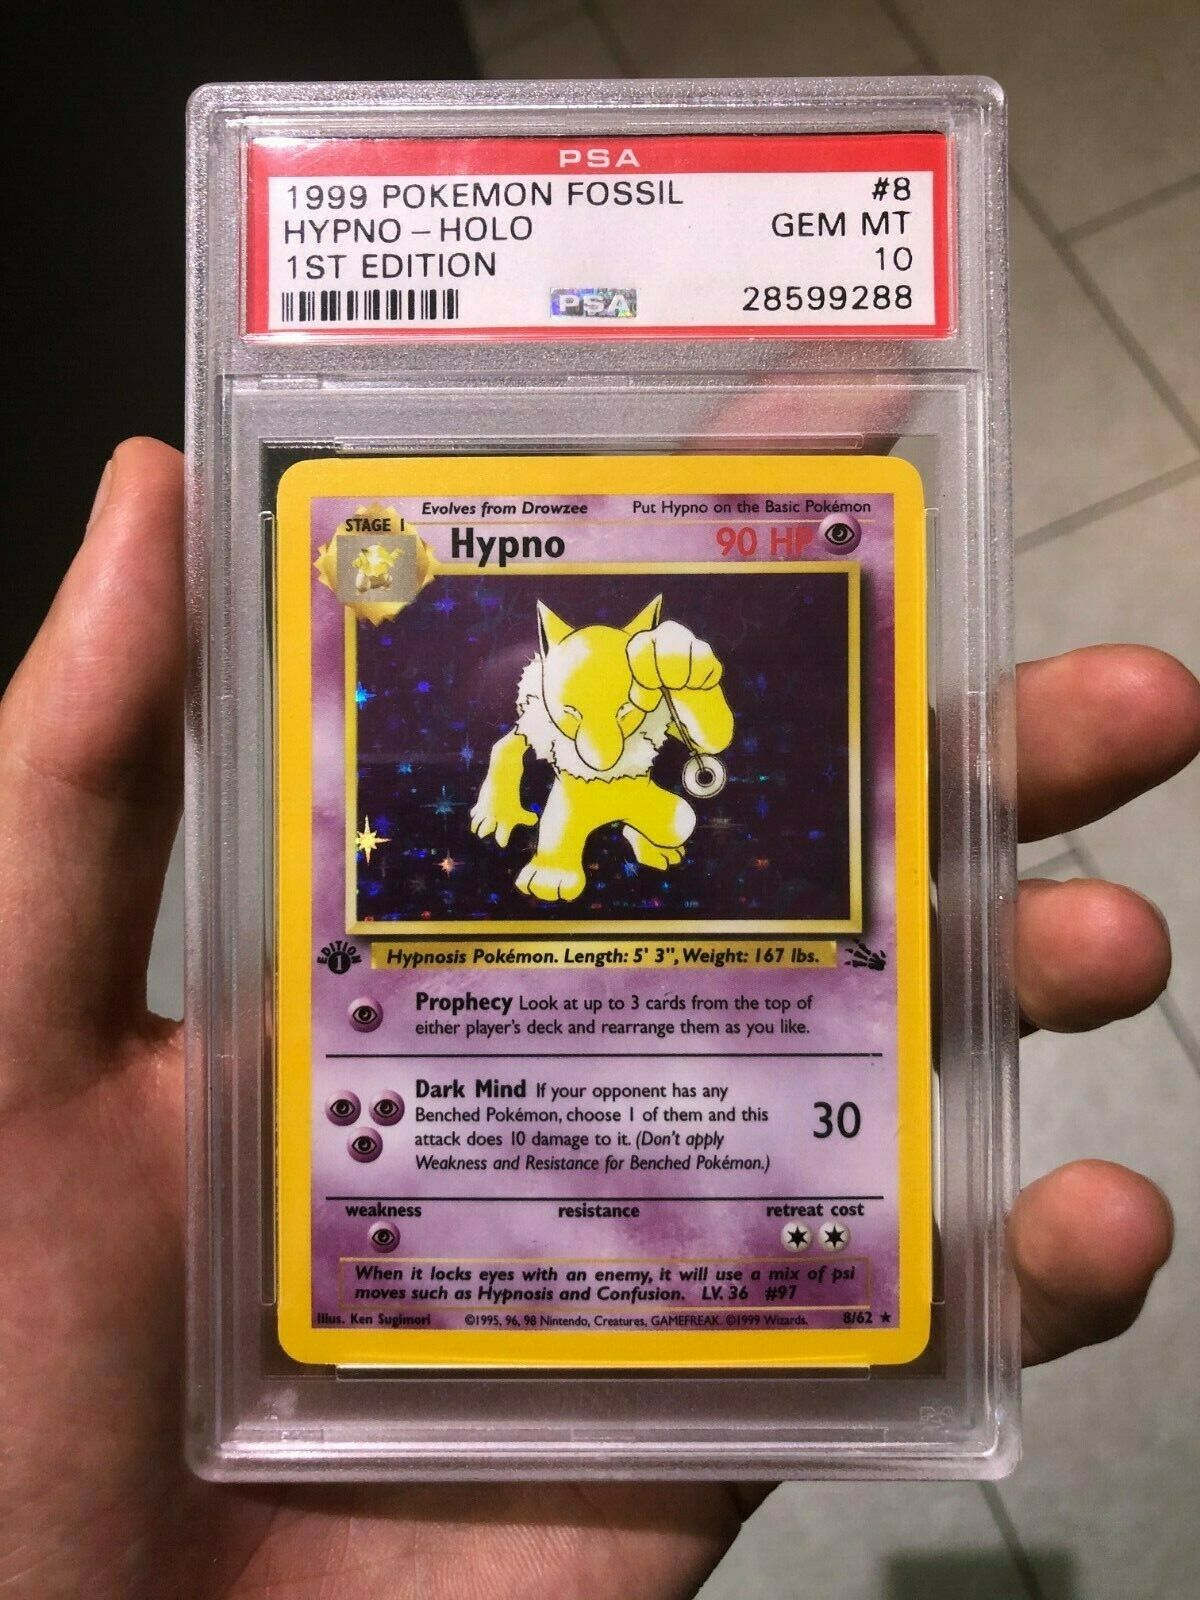 PSA
1999 POKEMON FOSSIL #8
HYPNO - HOLO GEM MT
1ST EDITION 10
PSA 28599288
Evolves from Drowzee Put Hypno on the Basic Pokémon
STAGE 1
Hypno 90 HP
EDITION
1
Hypnosis Pokémon. Length: 5' 3", Weight: 167 lbs.
Prophecy Look at up to 3 cards from the top of
either player's deck and rearrange them as you like.
Dark Mind If your opponent has any
Benched Pokémon, choose 1 of them and this
attack does 10 damage to it. (Don't apply
Weakness and Resistance for Benched Pokémon.)
30
weakness resistance retreat cost
When it locks eyes with an enemy, it will use a mix of psi
moves such as Hypnosis and Confusion. LV. 36 #97
Illus. Ken Sugimori ©1995, 96, 98 Nintendo, Creatures, GAMEFREAK. ©1999 Wizards. 8/62 ★